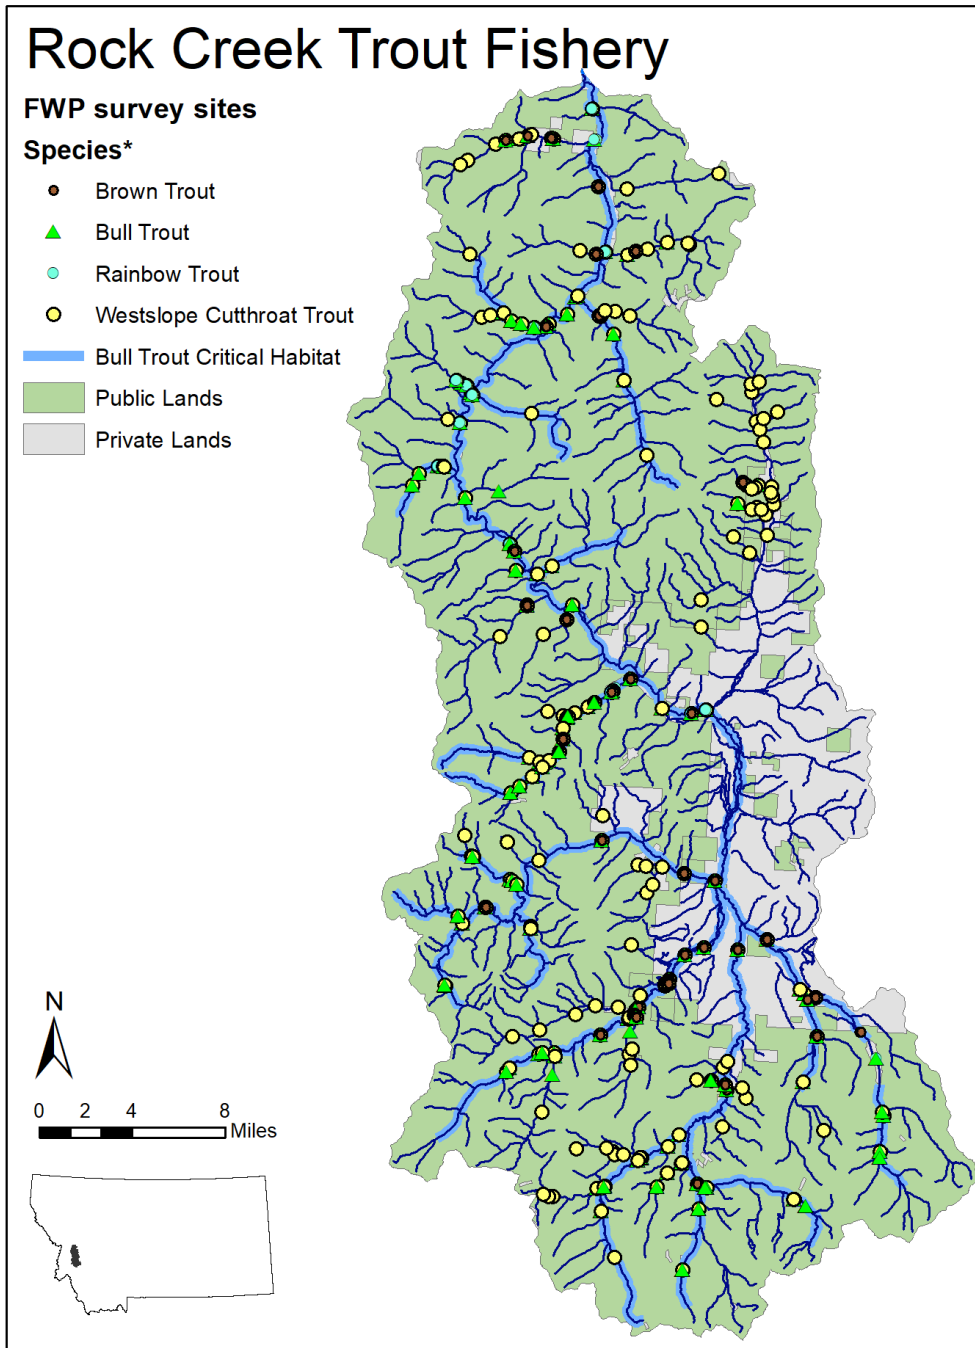 Rock Creek Trout Fishery
FWP survey sites
Species*
Brown Trout
Bull Trout
Rainbow Trout
Westslope Cutthroat Trout
Bull Trout Critical Habitat
Public Lands
Private Lands
N
0 2 4 8
Miles